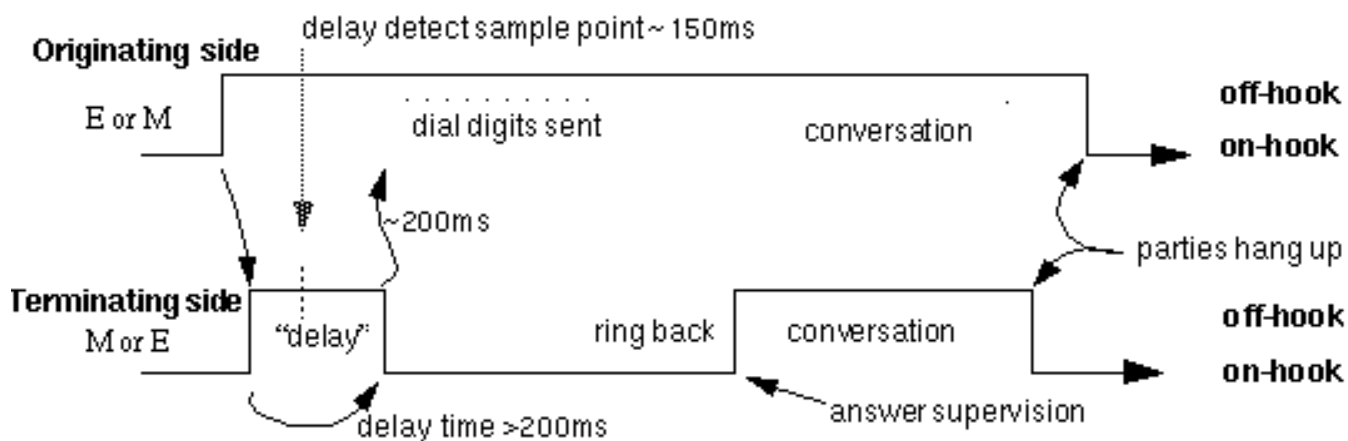 delay detect sample point ~ 150ms
Originating side
E or M
off-hook
dial digits sent
conversation
on-hook
~200ms
parties hang up
Terminating side
M or E
"delay"
ring back
conversation
off-hook
on-hook
delay time >200ms
answer supervision